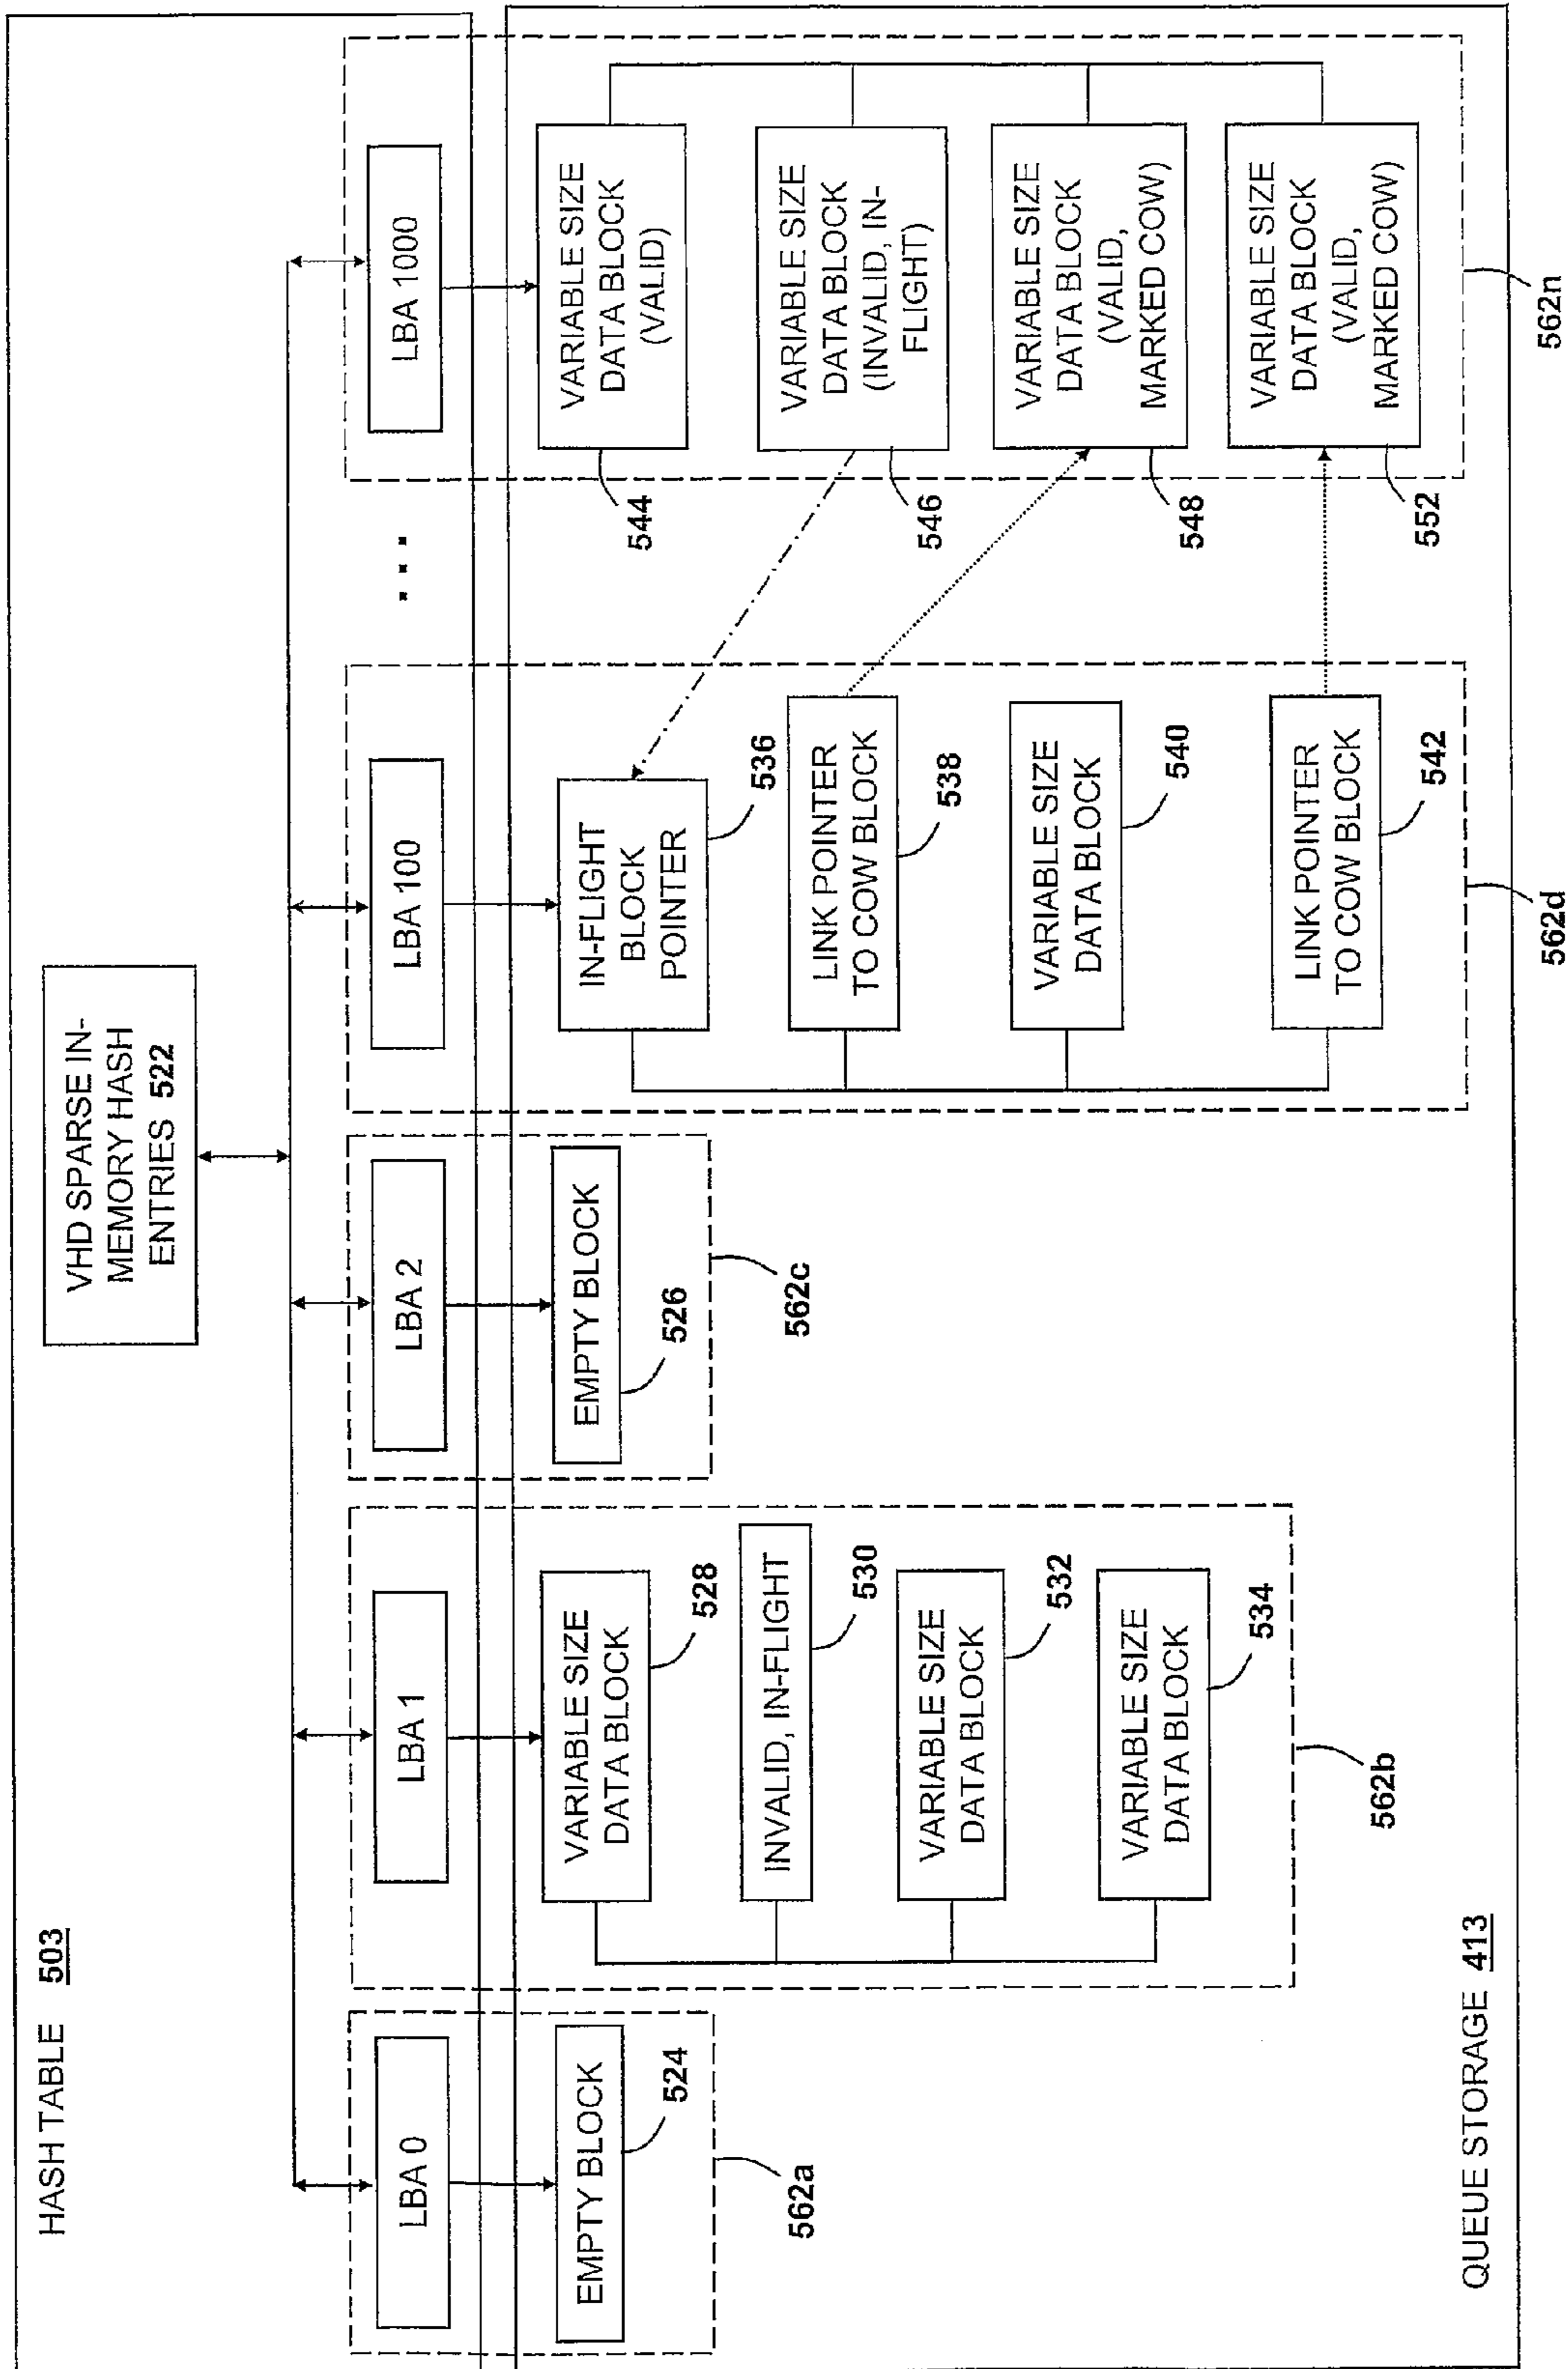 HASH TABLE 503
VHD SPARSE IN-
MEMORY HASH
ENTRIES 522
LBA 0
LBA 1
LBA 2
LBA 100
...
LBA 1000
EMPTY BLOCK
524
562a
VARIABLE SIZE
DATA BLOCK
528
INVALID, IN-FLIGHT
530
VARIABLE SIZE
DATA BLOCK
532
VARIABLE SIZE
DATA BLOCK
534
562b
EMPTY BLOCK
526
562c
IN-FLIGHT
BLOCK
POINTER
536
LINK POINTER
TO COW BLOCK
538
VARIABLE SIZE
DATA BLOCK
540
LINK POINTER
TO COW BLOCK
542
562d
VARIABLE SIZE
DATA BLOCK
(VALID)
544
VARIABLE SIZE
DATA BLOCK
(INVALID, IN-
FLIGHT)
546
VARIABLE SIZE
DATA BLOCK
(VALID,
MARKED COW)
548
VARIABLE SIZE
DATA BLOCK
(VALID,
MARKED COW)
552
562n
QUEUE STORAGE 413